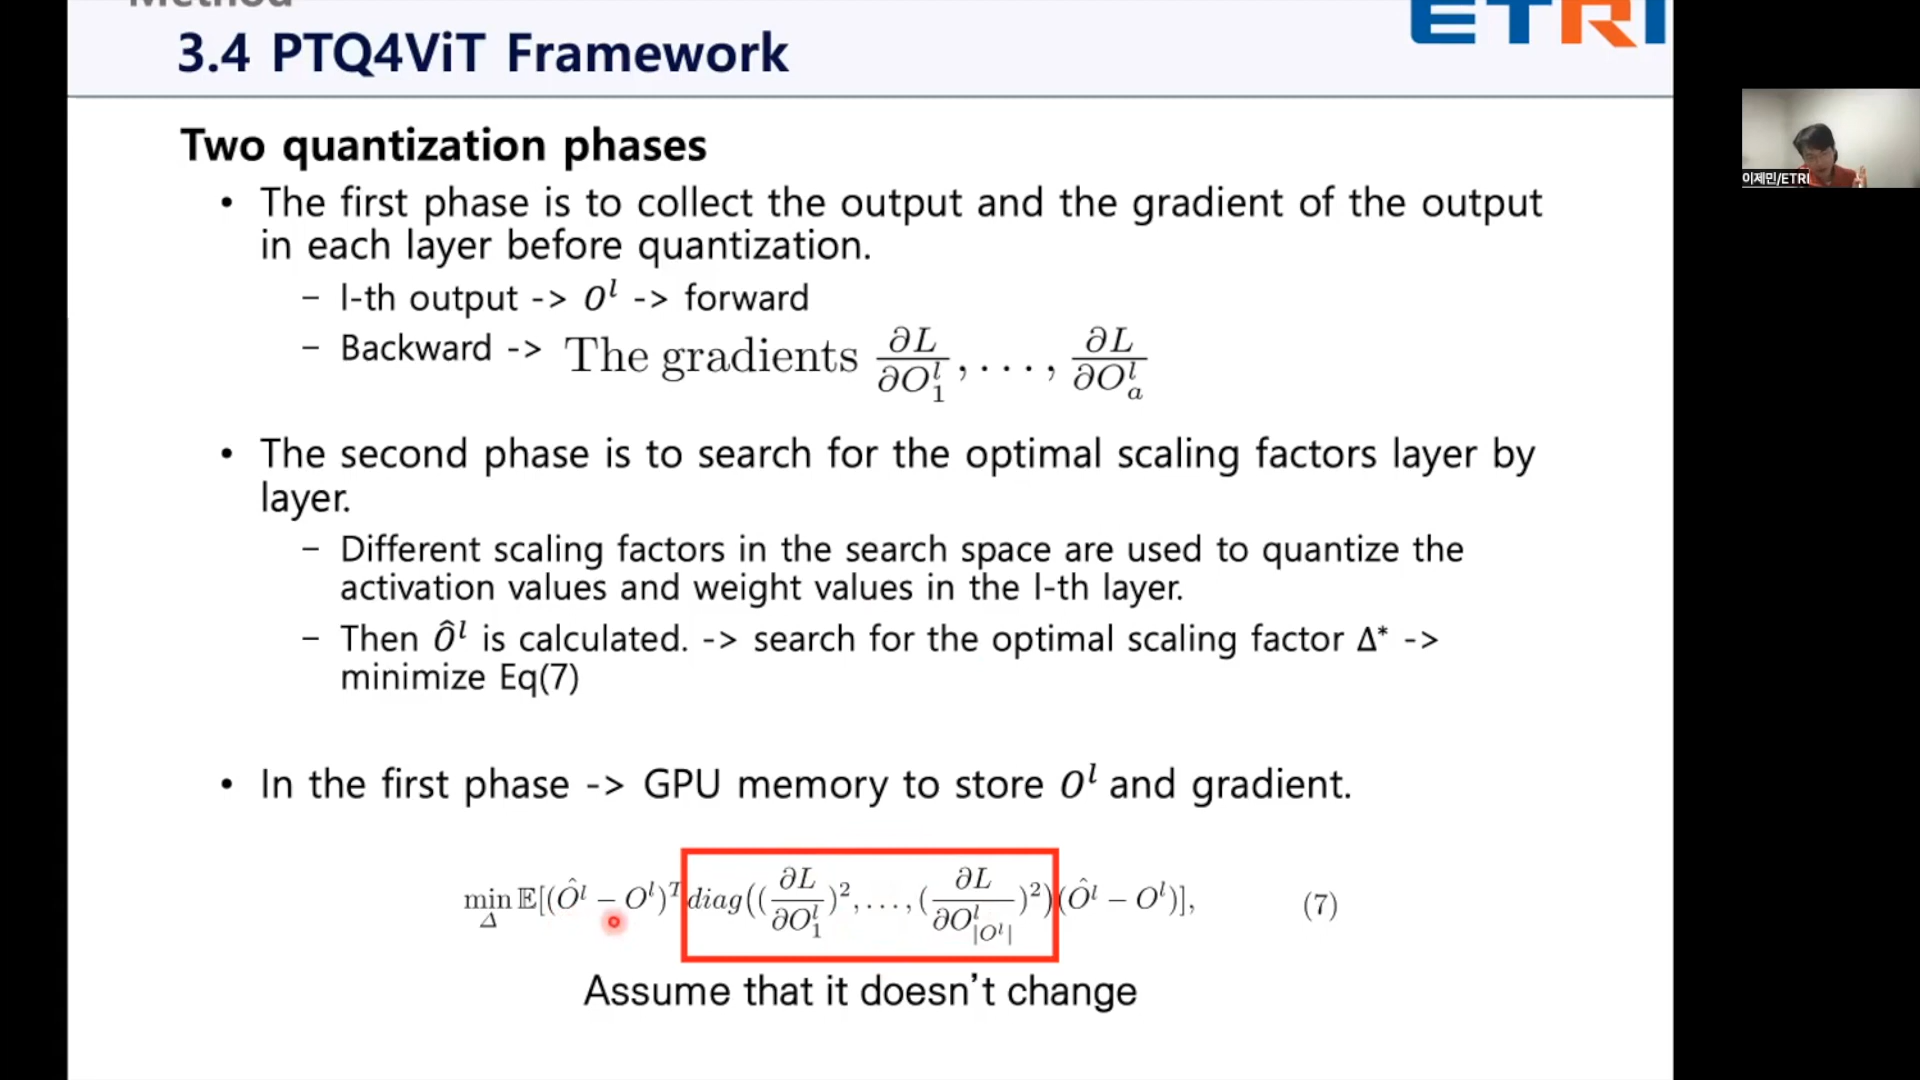 Method
3.4 PTQ4ViT Framework
ETRI
이제민/ETRI
Two quantization phases
• The first phase is to collect the output and the gradient of the output
in each layer before quantization.
– l-th output -> O^l -> forward
– Backward -> The gradients ∂L/∂O_1^l, . . . , ∂L/∂O_a^l
• The second phase is to search for the optimal scaling factors layer by
layer.
– Different scaling factors in the search space are used to quantize the
activation values and weight values in the l-th layer.
– Then Ô^l is calculated. -> search for the optimal scaling factor Δ* ->
minimize Eq(7)
• In the first phase -> GPU memory to store O^l and gradient.
min_Δ 𝔼[(Ô^l − O^l)^T diag((∂L/∂O_1^l)^2, . . . , (∂L/∂O_{|O^l|}^l)^2)(Ô^l − O^l)], (7)
Assume that it doesn't change